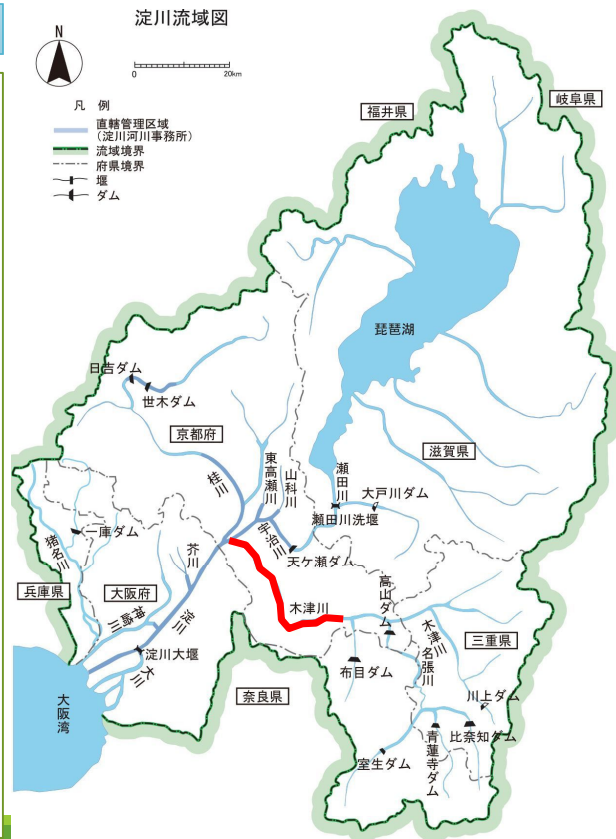 淀川流域図
N
0
20km
凡 例
直轄管理区域
(淀川河川事務所)
流域境界
府県境界
堰
ダム
福井県
岐阜県
琵琶湖
日吉ダム
世木ダム
京都府
滋賀県
桂川
東高瀬川
山科川
瀬田川
大戸川ダム
瀬田川洗堰
宇治川
天ケ瀬ダム
一庫ダム
猪名川
芥川
兵庫県
大阪府
神崎川
淀川
木津川
高山ダム
木津川
三重県
名張川
淀川大堰
大川
布目ダム
奈良県
川上ダム
大阪湾
室生ダム
青蓮寺ダム
比奈知ダム